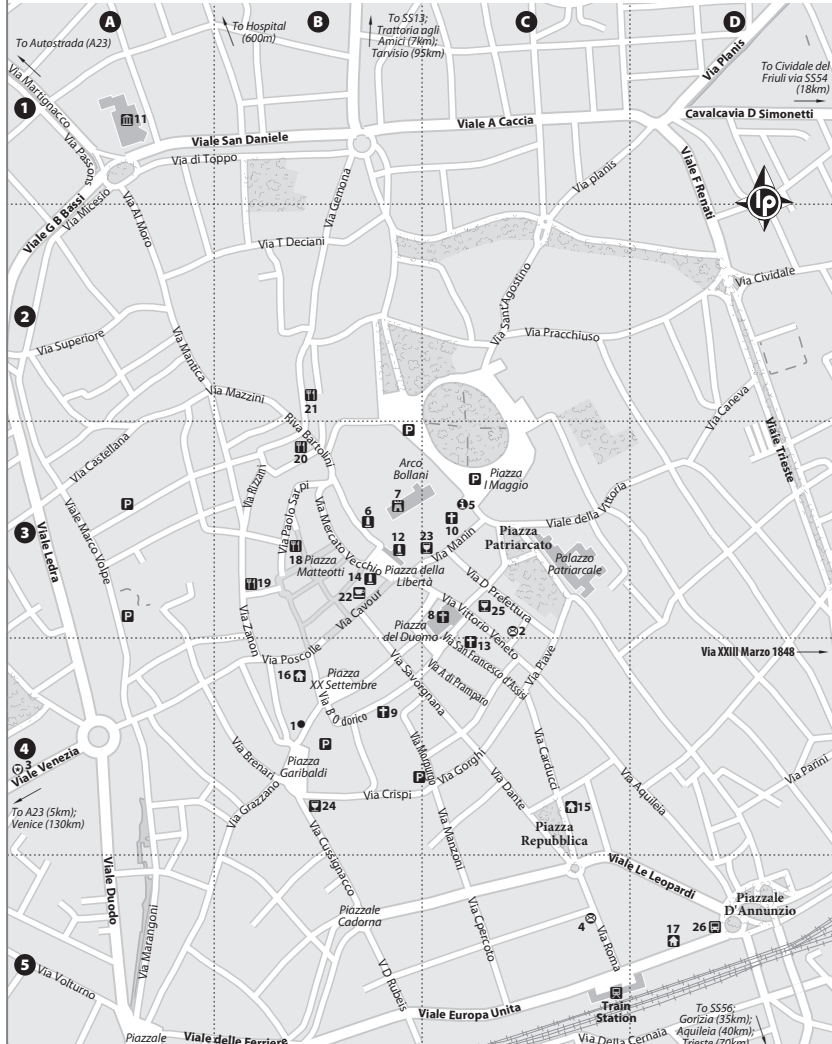 A
B
C
D
To Autostrada (A23)
To Hospital
(600m)
To SS13;
Trattoria agli
Amici (7km);
Tarvisio (95km)
Via Planis
To Cividale del
Friuli via SS54
(18km)
Via Martignacco
1
11
Viale San Daniele
Viale A Caccia
Cavalcavia D Simonetti
Via Passons
Via di Toppo
Viale F Renati
Via planis
lp
Viale G B Bassi
Via Micesio
Via Al Moro
Via Gemona
Via T Deciani
Via Sant'Agostino
Via Cividale
2
Via Superiore
Via Mantica
Via Pracchiuso
Via Mazzini
21
Via Caneva
Viale Trieste
Riva Bartolini
P
20
Via Castellana
Arco
Bollani
P
Piazza
I Maggio
Via Rizzani
Via Paolo Sarpi
7
5
P
Viale Marco Volpe
6
10
Viale della Vittoria
3
Viale Ledra
Via Mercato Vecchio
12
23
Via Manin
Piazza
Patriarcato
Palazzo
Patriarcale
18
Piazza
Matteotti
14
Piazza della
Libertà
19
22
Via Cavour
Via D Prefettura
P
8
25
Via Vittorio Veneto
2
Piazza
del Duomo
13
Via Zanon
Via Poscolle
Via San Francesco d'Assisi
Via Piave
Via XXIII Marzo 1848
16
Piazza
XX Settembre
Via Savorgnana
Via A di Prampero
Via B Odorico
9
1
4
3
Viale Venezia
P
Piazza
Garibaldi
Via Morpurgo
P
Via Gorghi
Via Carducci
Via Aquileia
Via Parini
Via Brenari
Via Grazzano
Via Crispi
Via Dante
To A23 (5km);
Venice (130km)
24
15
Via Cussignacco
Via Manzoni
Piazza
Repubblica
Viale Duodo
Viale Le Leopardi
Piazzale
D'Annunzio
Via Marangoni
Piazzale
Cadorna
Via Cpercoto
4
Via Roma
17
26
5
Via Volturno
V D Rubeis
Viale Europa Unita
Train
Station
To SS56;
Gorizia (35km);
Aquileia (40km);
Trieste (70km)
Piazzale
Viale delle Ferriere
Via Della Cernaia